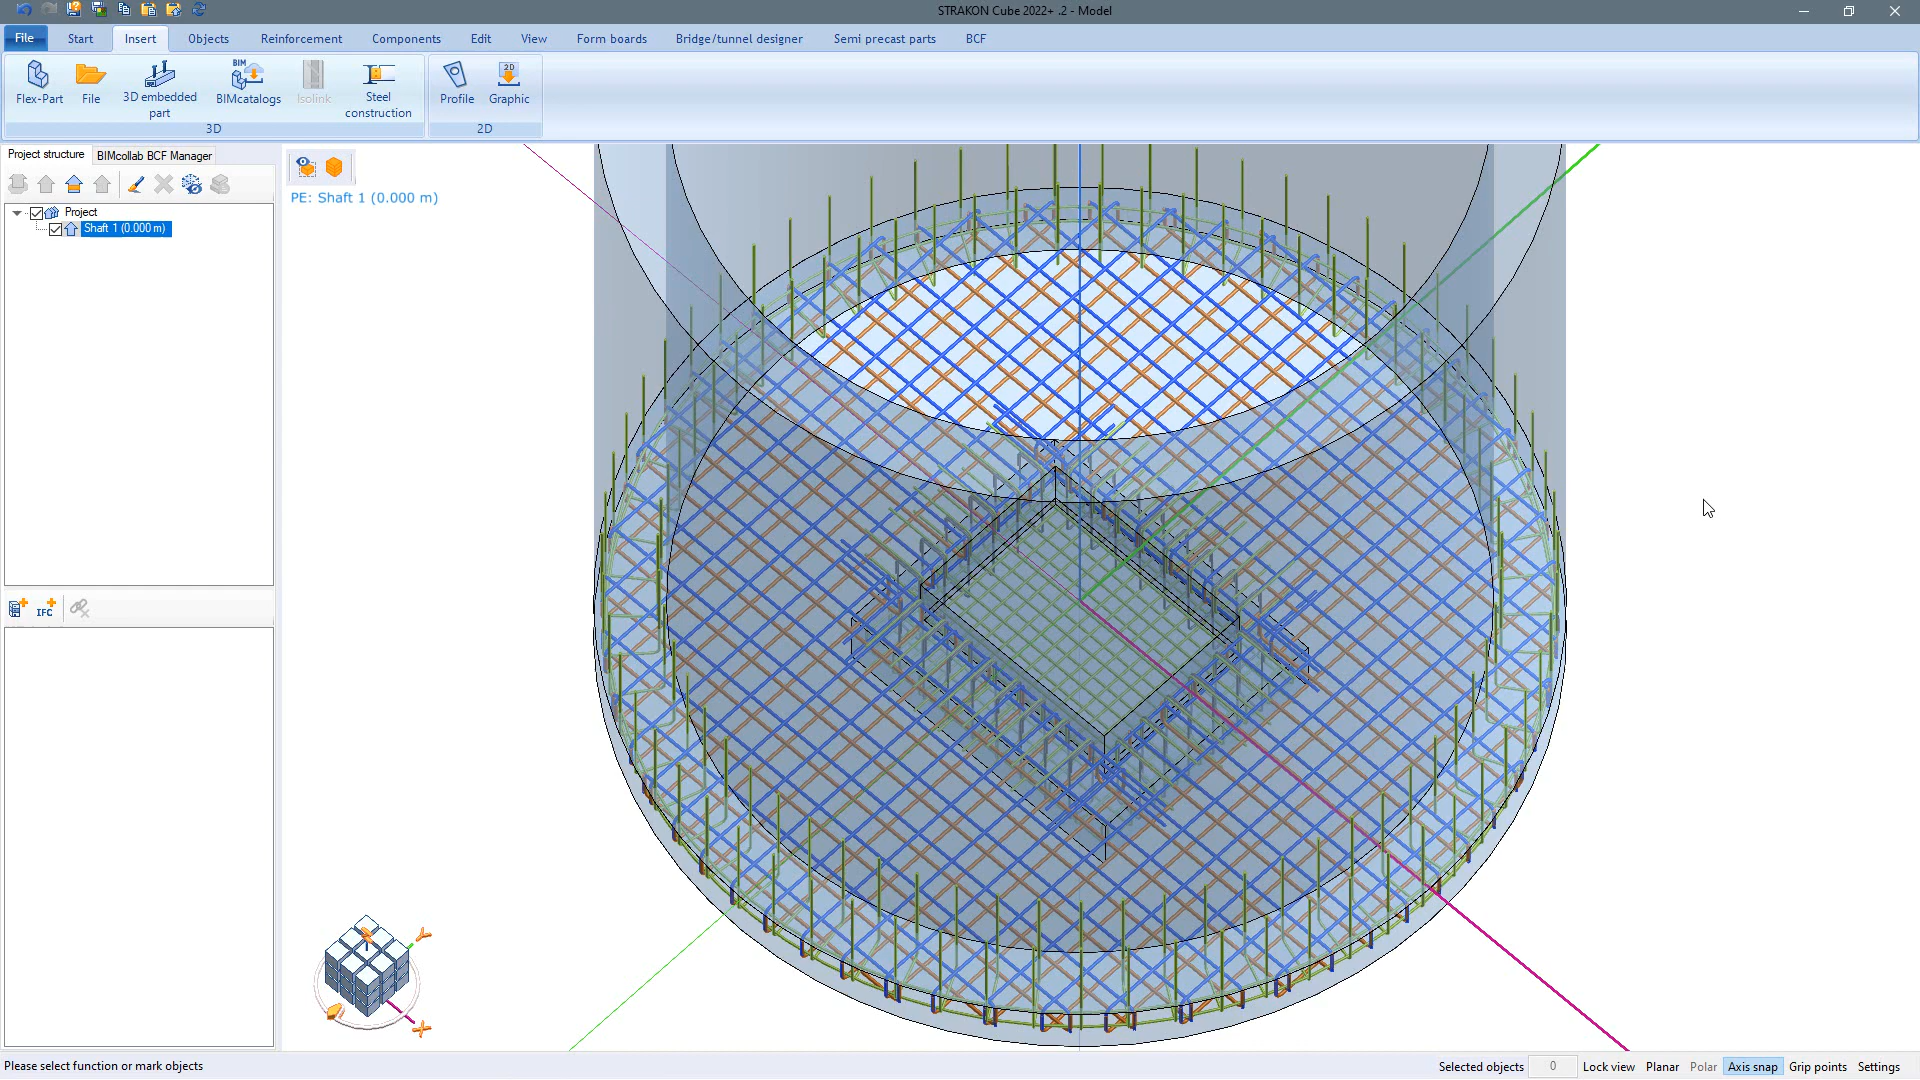 STRAKON Cube 2022+ .2 - Model
File Start Insert Objects Reinforcement Components Edit View Form boards Bridge/tunnel designer Semi precast parts BCF
BIM 2D
Flex-Part File 3D embedded part BIMcatalogs Isolink Steel construction Profile Graphic
3D 2D
Project structure BIMcollab BCF Manager
PE: Shaft 1 (0.000 m)
Project
Shaft 1 (0.000 m)
IFC
Please select function or mark objects Selected objects 0 Lock view Planar Polar Axis snap Grip points Settings